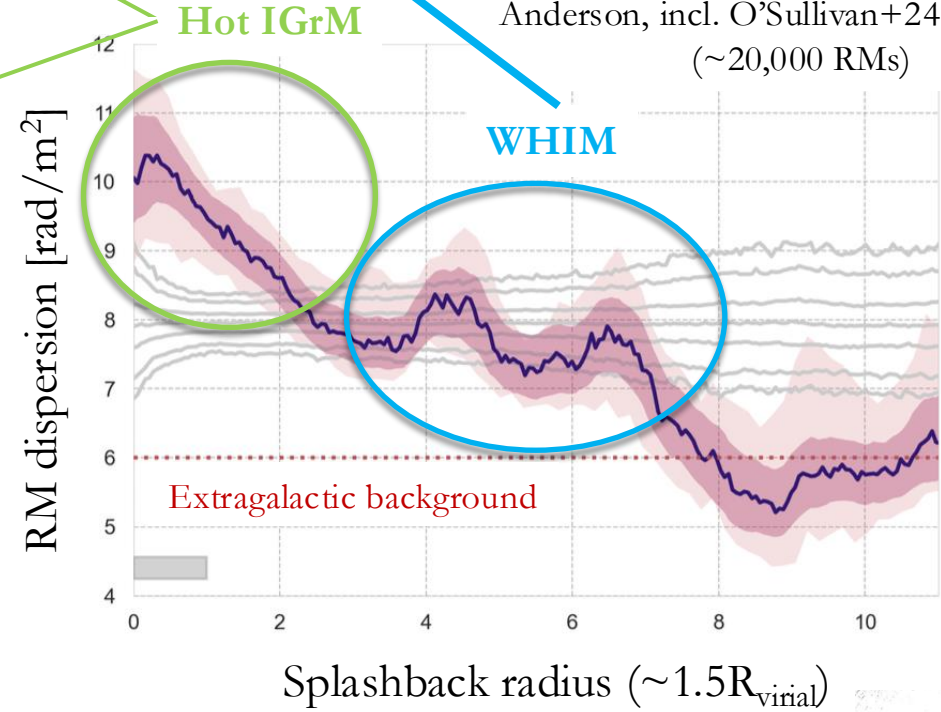 Hot IGrM
Anderson, incl. O’Sullivan+24
(~20,000 RMs)
WHIM
RM dispersion [rad/m²]
12
11
10
9
8
7
6
5
4
Extragalactic background
0 2 4 6 8 10
Splashback radius (~1.5Rvirial)